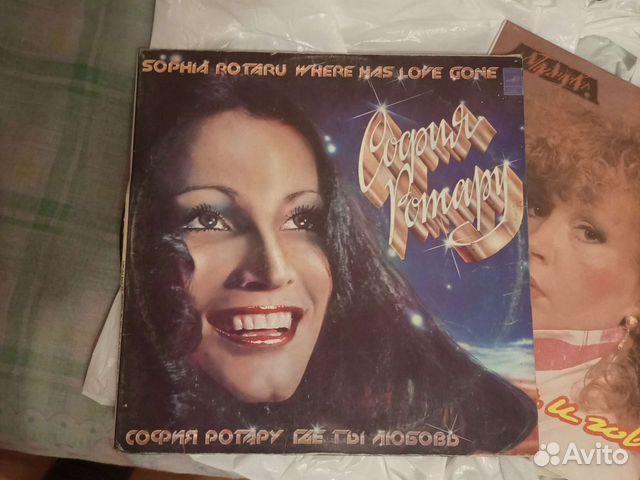 SOPHIA ROTARU WHERE HAS LOVE GONE
София
Ротару
СОФИЯ РОТАРУ ГДЕ ТЫ ЛЮБОВЬ
Avito